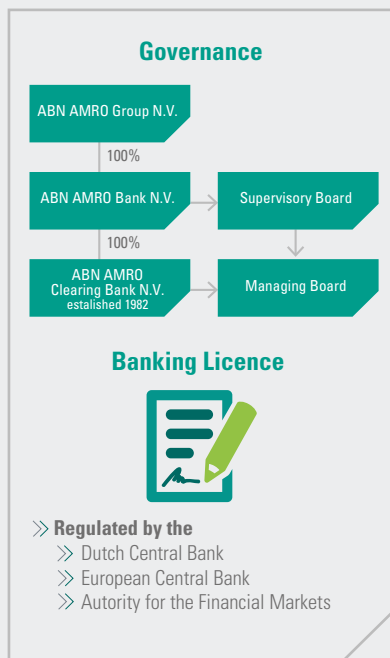 Governance
ABN AMRO Group N.V.
100%
ABN AMRO Bank N.V.
Supervisory Board
100%
ABN AMRO
Clearing Bank N.V.
estalished 1982
Managing Board
Banking Licence
Regulated by the
Dutch Central Bank
European Central Bank
Autority for the Financial Markets